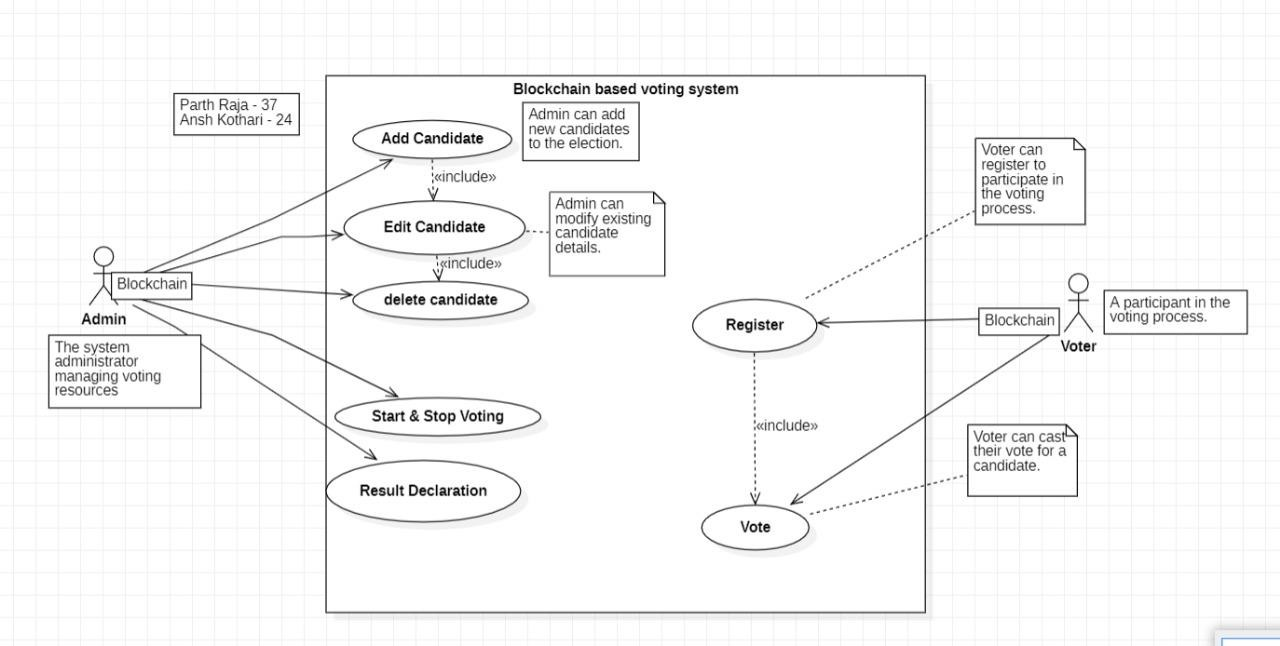 Blockchain based voting system
Parth Raja - 37
Ansh Kothari - 24
Add Candidate
Admin can add
new candidates
to the election.
«include»
Edit Candidate
Admin can
modify existing
candidate
details.
«include»
delete candidate
Blockchain
Admin
The system
administrator
managing voting
resources
Start & Stop Voting
Result Declaration
Voter can
register to
participate in
the voting
process.
Register
Blockchain
A participant in the
voting process.
Voter
«include»
Voter can cast
their vote for a
candidate.
Vote